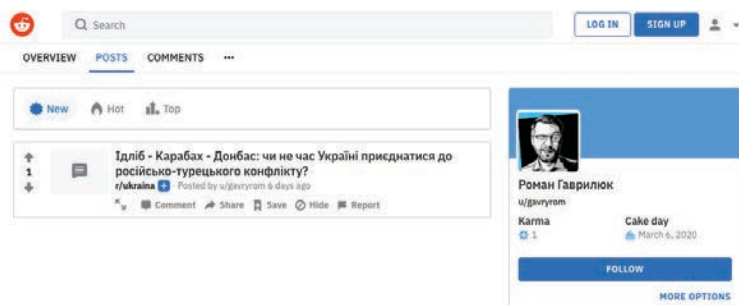 Search
LOG IN
SIGN UP
OVERVIEW
POSTS
COMMENTS
New
Hot
Top
1
Ідліб - Карабах - Донбас: чи не час Україні приєднатися до
російсько-турецького конфлікту?
r/ukraina Posted by u/gavryrom 6 days ago
Comment Share Save Hide Report
Роман Гаврилюк
u/gavryrom
Karma Cake day
1 March 6, 2020
FOLLOW
MORE OPTIONS